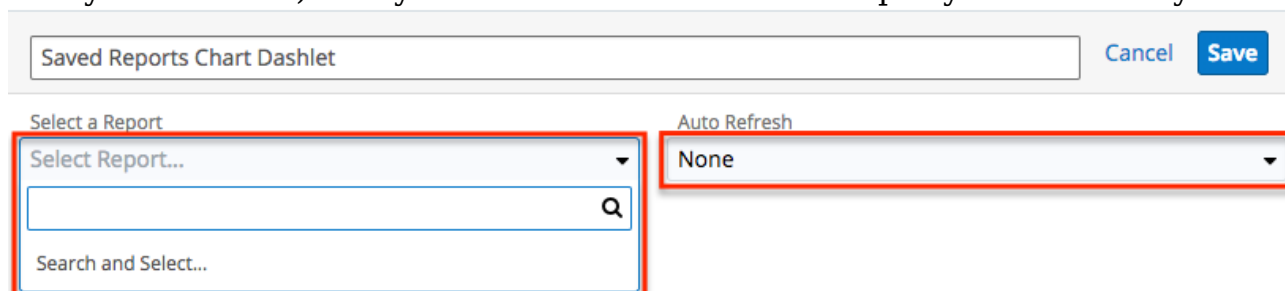 Saved Reports Chart Dashlet Cancel Save
Select a Report Auto Refresh
Select Report... None
Search and Select...